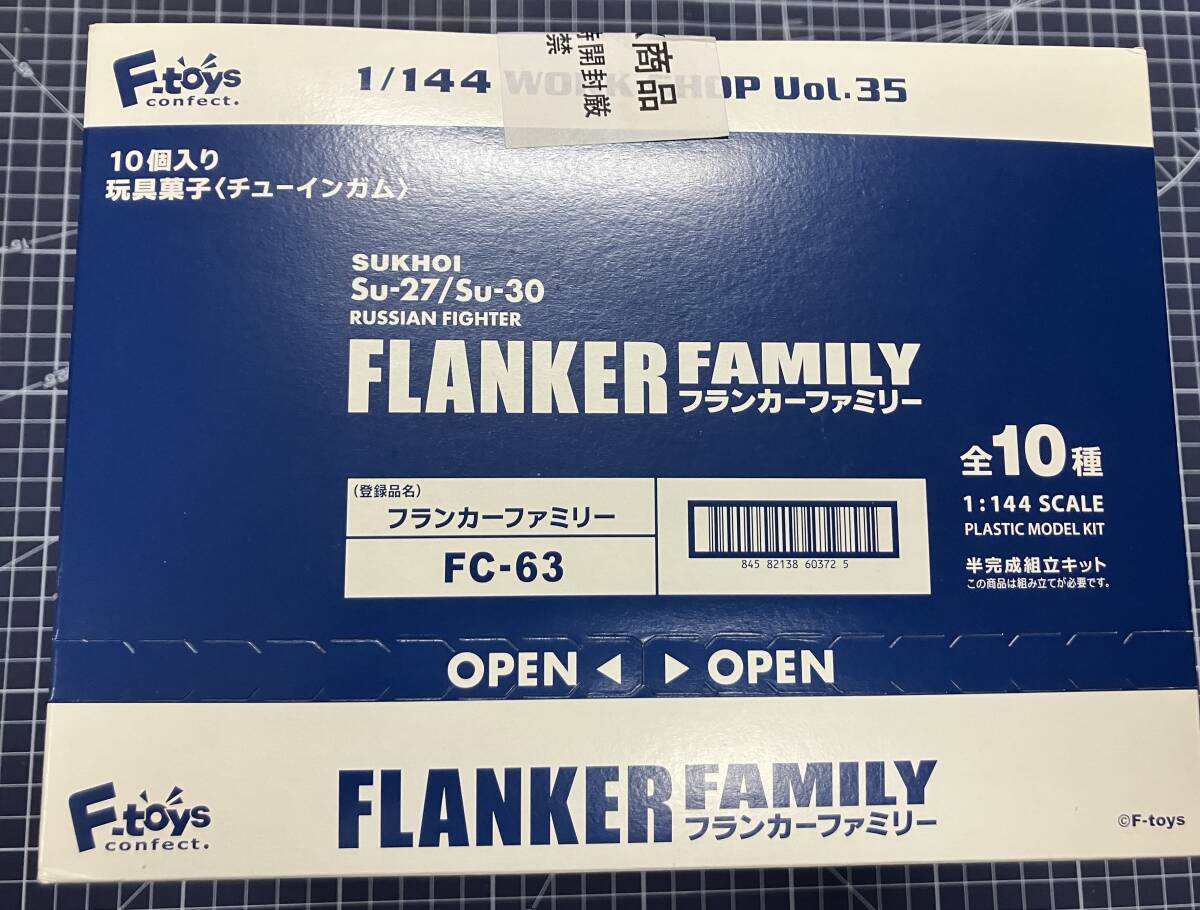 F-toys
confect.
1/144 WORK SHOP Vol.35
商品
時開封厳
禁
10個入り
玩具菓子〈チューインガム〉
SUKHOI
Su-27/Su-30
RUSSIAN FIGHTER
FLANKER FAMILY
フランカーファミリー
全10種
1:144 SCALE
PLASTIC MODEL KIT
半完成組立キット
この商品は組み立てが必要です。
(登録品名)
フランカーファミリー
FC-63
845 82138 60372 5
OPEN ◀ ▶ OPEN
F-toys
confect.
FLANKER FAMILY
フランカーファミリー
©F-toys